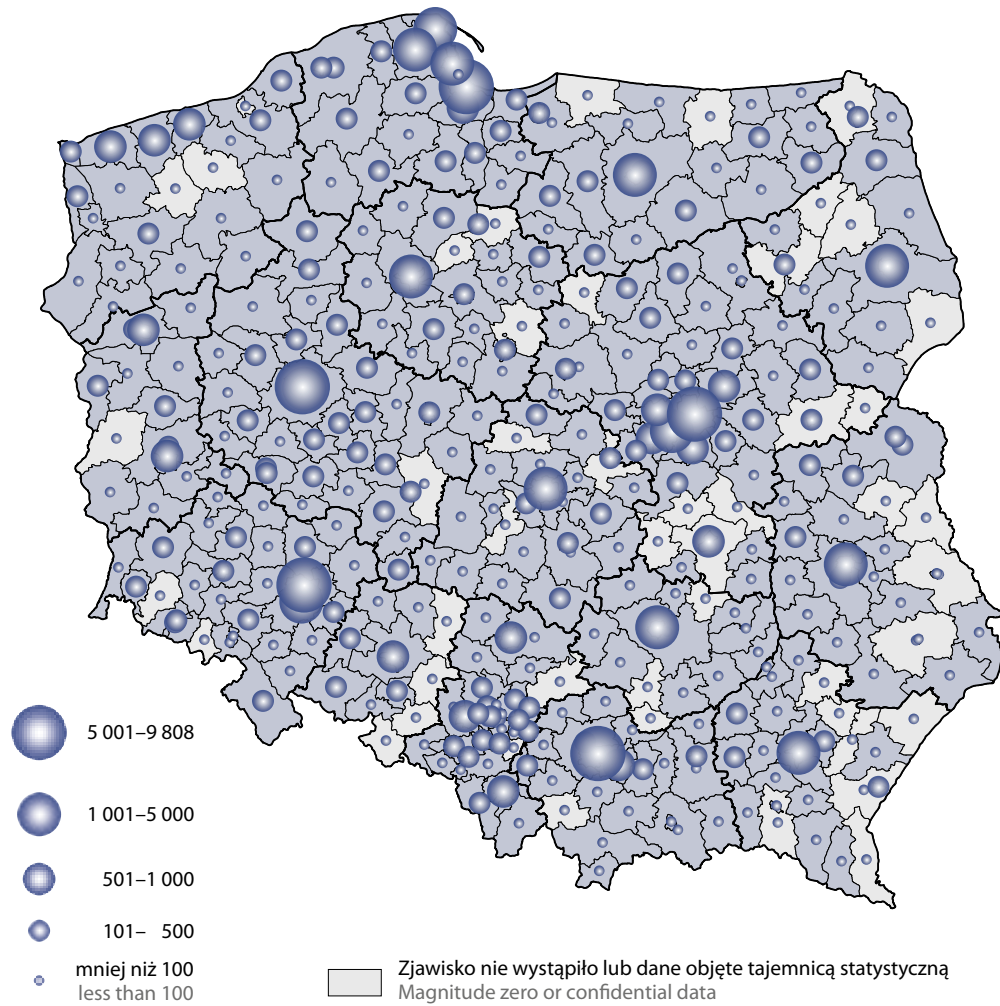 5 001–9 808
1 001–5 000
501–1 000
101– 500
mniej niż 100
less than 100
Zjawisko nie wystąpiło lub dane objęte tajemnicą statystyczną
Magnitude zero or confidential data